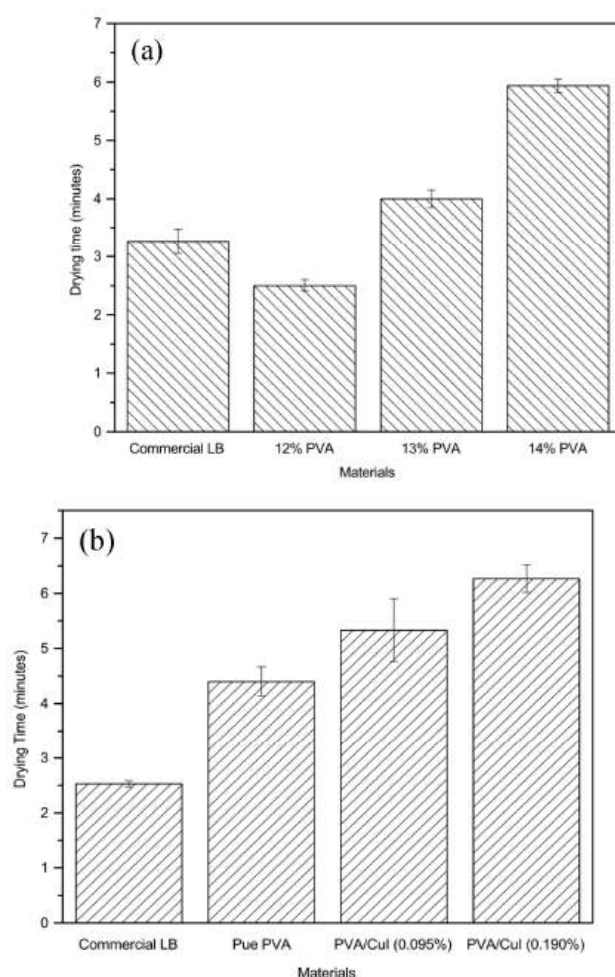 (a)
7
6
5
4
3
2
1
0
Drying time (minutes)
Commercial LB 12% PVA 13% PVA 14% PVA
Materials
(b)
7
6
5
4
3
2
1
0
Drying Time (minutes)
Commercial LB Pue PVA PVA/CuI (0.095%) PVA/CuI (0.190%)
Materials